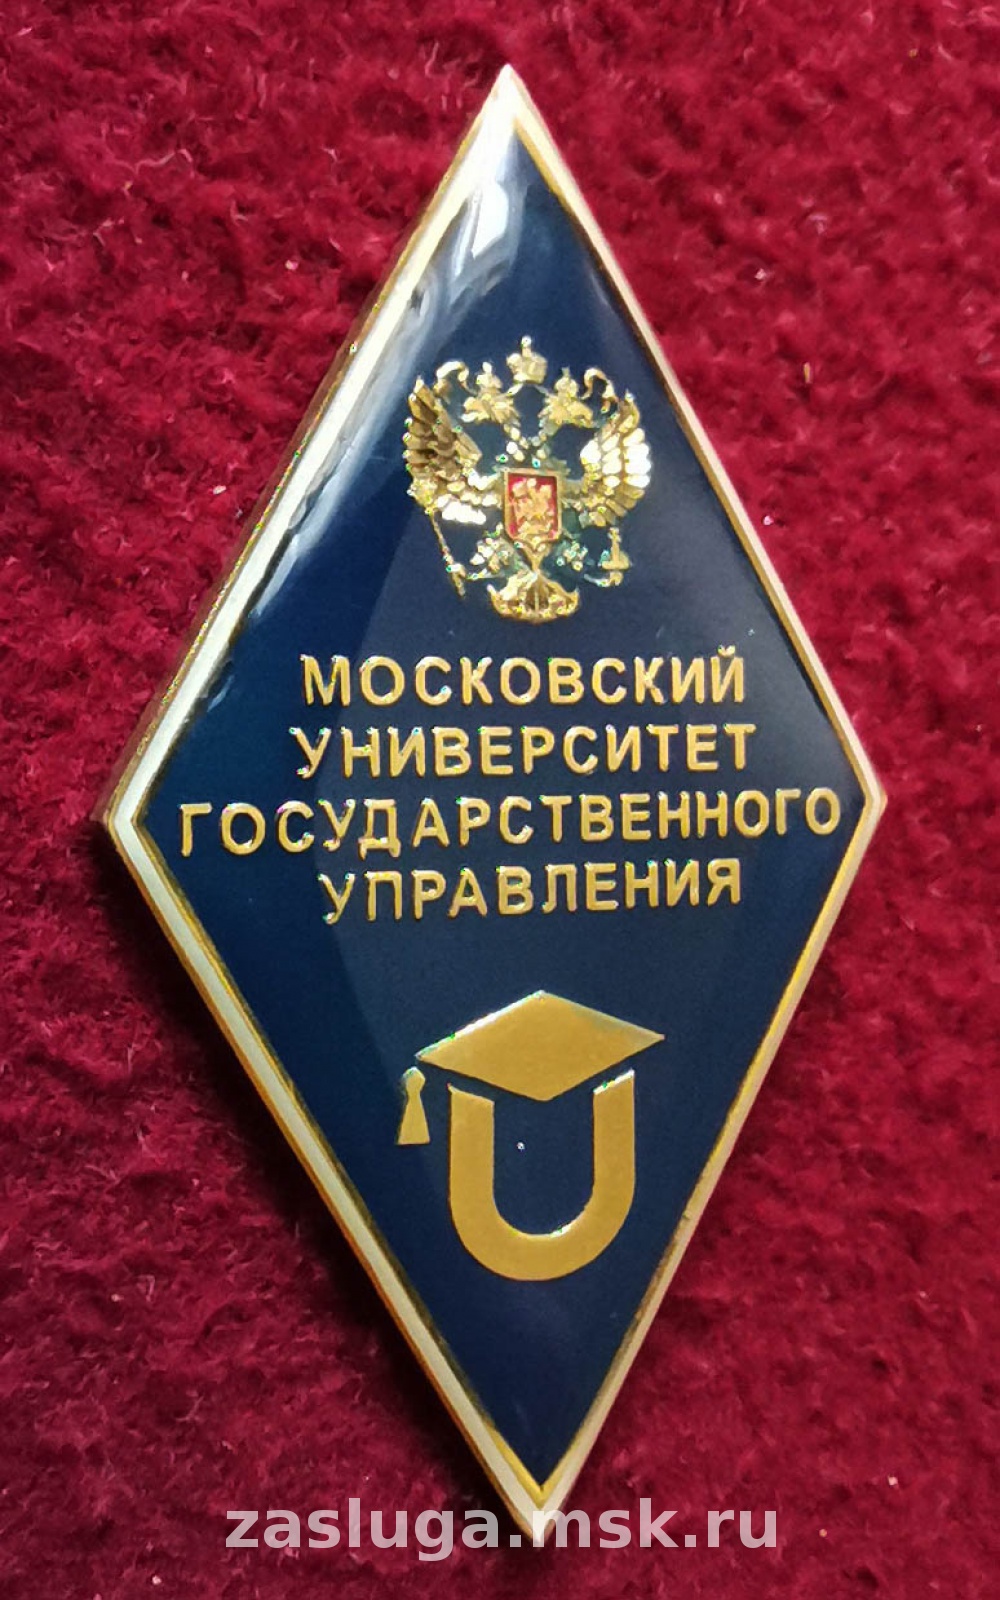 МОСКОВСКИЙ
УНИВЕРСИТЕТ
ГОСУДАРСТВЕННОГО
УПРАВЛЕНИЯ
zasluga.msk.ru